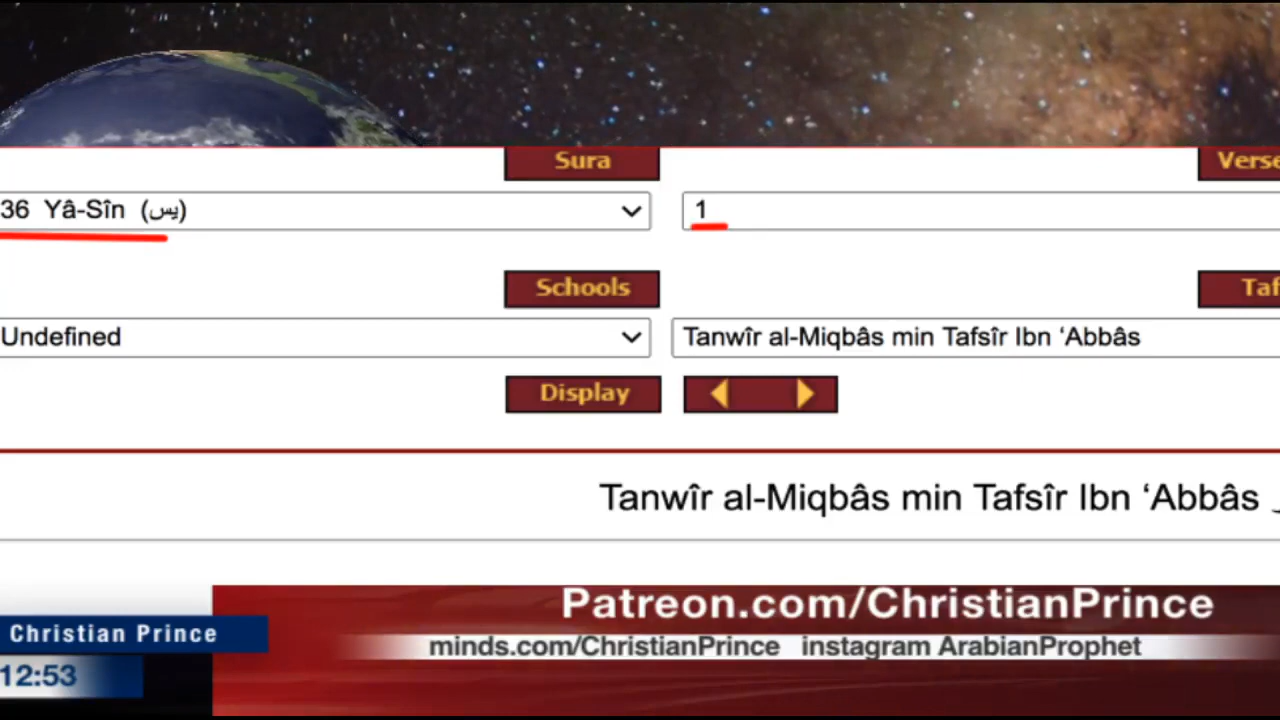 Sura
Verse
36 Yâ-Sîn (يس)
1
Schools
Taf
Undefined
Tanwîr al-Miqbâs min Tafsîr Ibn ‘Abbâs
Display
Tanwîr al-Miqbâs min Tafsîr Ibn ‘Abbâs
Patreon.com/ChristianPrince
Christian Prince
minds.com/ChristianPrince instagram ArabianProphet
12:53